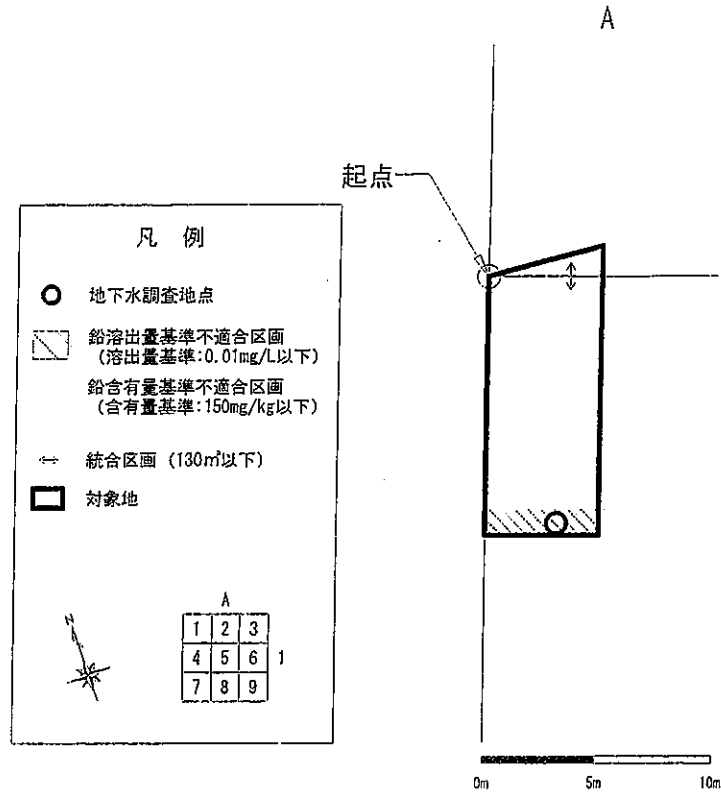 A
起点
凡 例
地下水調査地点
鉛溶出量基準不適合区画
(溶出量基準:0.01mg/L以下)
鉛含有量基準不適合区画
(含有量基準:150mg/kg以下)
統合区画 (130㎡以下)
対象地
N
A
1 2 3
4 5 6 1
7 8 9
0m 5m 10m